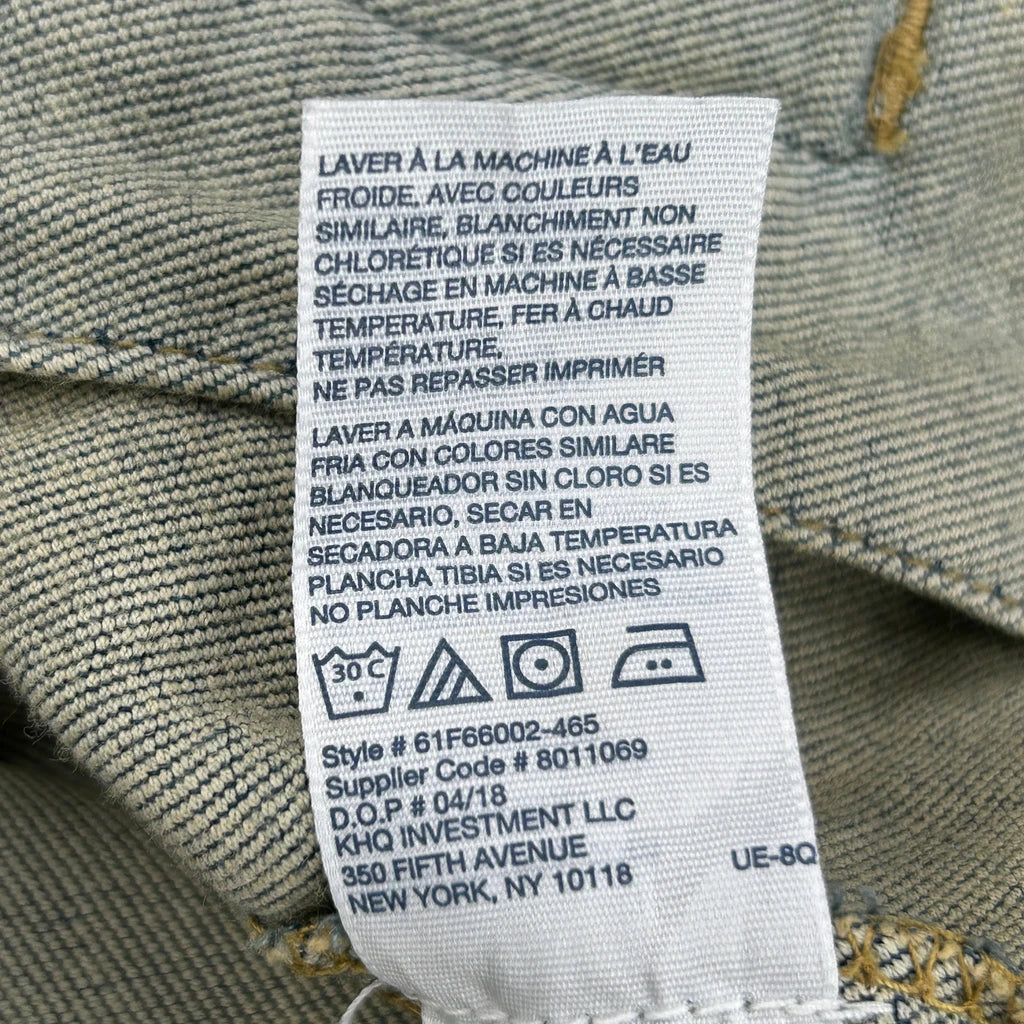 LAVER À LA MACHINE À L'EAU
FROIDE, AVEC COULEURS
SIMILAIRE, BLANCHIMENT NON
CHLORÉTIQUE SI ES NÉCESSAIRE
SÉCHAGE EN MACHINE À BASSE
TEMPERATURE, FER À CHAUD
TEMPÉRATURE,
NE PAS REPASSER IMPRIMÉR
LAVER A MÁQUINA CON AGUA
FRIA CON COLORES SIMILARE
BLANQUEADOR SIN CLORO SI ES
NECESARIO, SECAR EN
SECADORA A BAJA TEMPERATURA
PLANCHA TIBIA SI ES NECESARIO
NO PLANCHE IMPRESIONES
30 C
Style # 61F66002-465
Supplier Code # 8011069
D.O.P # 04/18
KHQ INVESTMENT LLC
350 FIFTH AVENUE
NEW YORK, NY 10118
UE-8Q